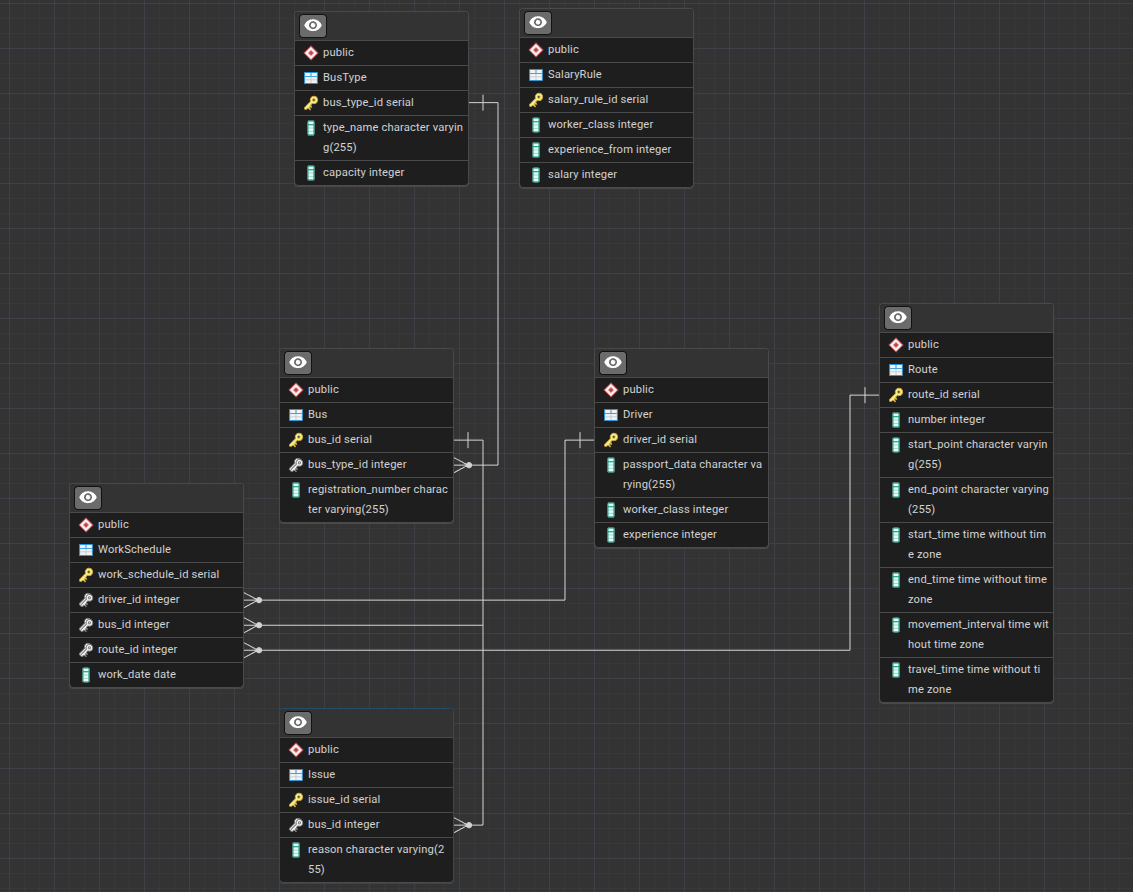 public
BusType
bus_type_id serial
type_name character varyin
g(255)
capacity integer
public
SalaryRule
salary_rule_id serial
worker_class integer
experience_from integer
salary integer
public
Bus
bus_id serial
bus_type_id integer
registration_number charac
ter varying(255)
public
Driver
driver_id serial
passport_data character va
rying(255)
worker_class integer
experience integer
public
Route
route_id serial
number integer
start_point character varyin
g(255)
end_point character varying
(255)
start_time time without tim
e zone
end_time time without time
zone
movement_interval time wit
hout time zone
travel_time time without ti
me zone
public
WorkSchedule
work_schedule_id serial
driver_id integer
bus_id integer
route_id integer
work_date date
public
Issue
issue_id serial
bus_id integer
reason character varying(2
55)